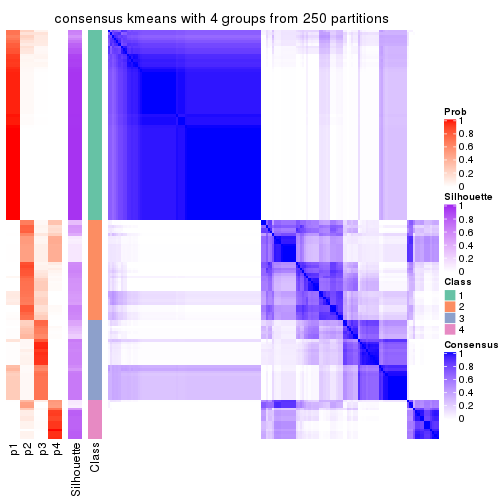 consensus kmeans with 4 groups from 250 partitions
Prob
1
0.8
0.6
0.4
0.2
0
Silhouette
1
0.8
0.6
0.4
0.2
0
Class
1
2
3
4
Consensus
1
0.8
0.6
0.4
0.2
0
p1
p2
p3
p4
Silhouette
Class